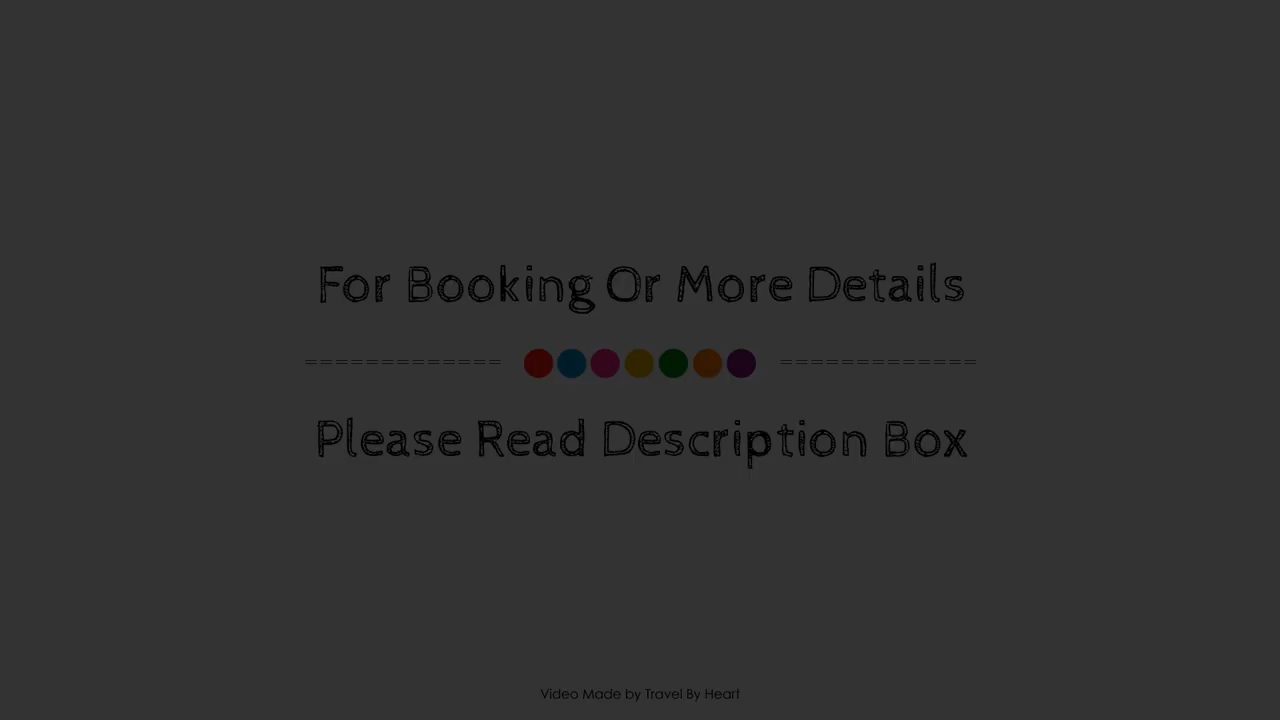 For Booking Or More Details
============= =============
Please Read Description Box
Video Made by Travel By Heart